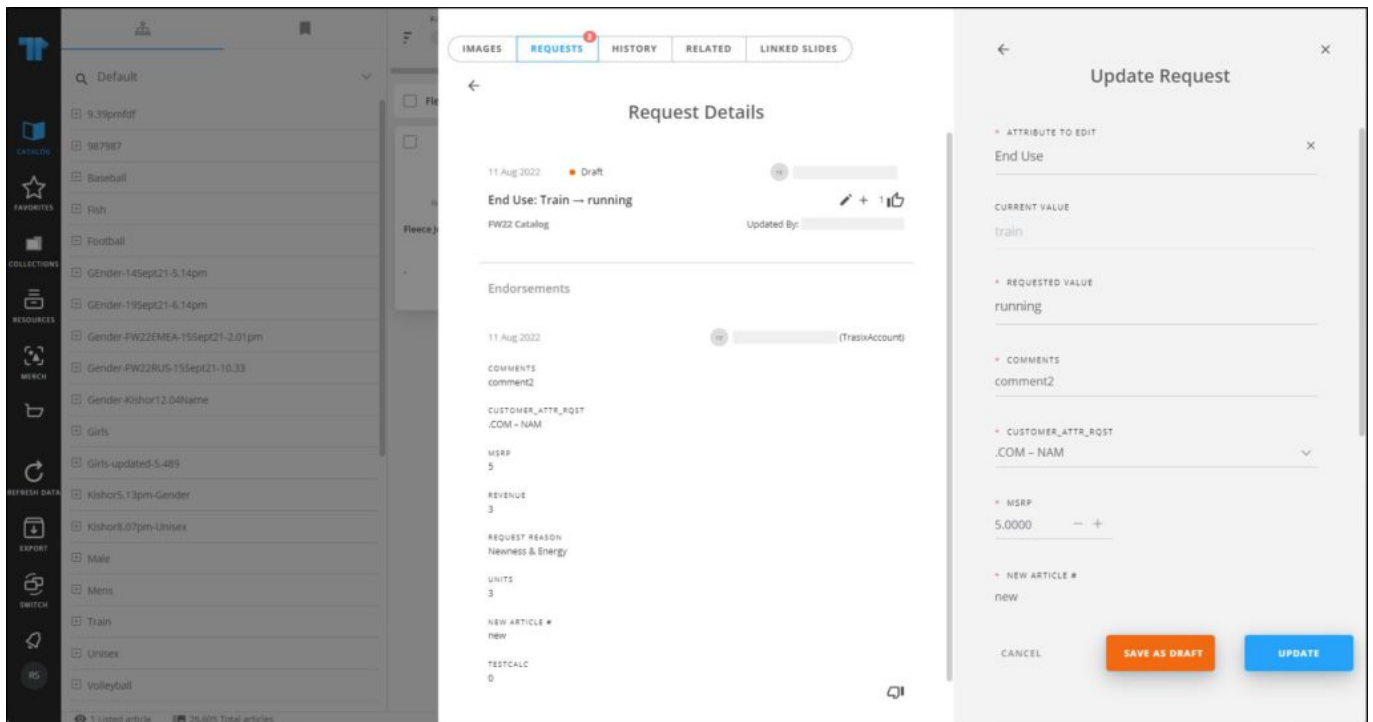 CATALOG
FAVORITES
COLLECTIONS
RESOURCES
MERCH
REFRESH DATA
EXPORT
SWITCH
RS
Default
9.39pmfdf
987987
Baseball
Fish
Football
GEnder-14Sept21-5.14pm
GEnder-19Sept21-6.14pm
Gender-FW22EMEA-15Sept21-2.01pm
Gender-FW22RUS-15Sept21-10.33
Gender-Kishor12.04Name
Girls
Girls-updated-5.489
Kishor5.13pm-Gender
Kishor8.07pm-Unisex
Male
Mens
Train
Unisex
Volleyball
1 Listed article 28,605 Total articles
IMAGES REQUESTS 2 HISTORY RELATED LINKED SLIDES
Request Details
11 Aug 2022 Draft
End Use: Train → running
1
FW22 Catalog Updated By:
Endorsements
11 Aug 2022 (TrasixAccount)
COMMENTS
comment2
CUSTOMER_ATTR_RQST
.COM – NAM
MSRP
5
REVENUE
3
REQUEST REASON
Newness & Energy
UNITS
3
NEW ARTICLE #
new
TESTCALC
0
Update Request
* ATTRIBUTE TO EDIT
End Use
CURRENT VALUE
train
* REQUESTED VALUE
running
* COMMENTS
comment2
* CUSTOMER_ATTR_RQST
.COM – NAM
* MSRP
5.0000 − +
* NEW ARTICLE #
new
CANCEL SAVE AS DRAFT UPDATE